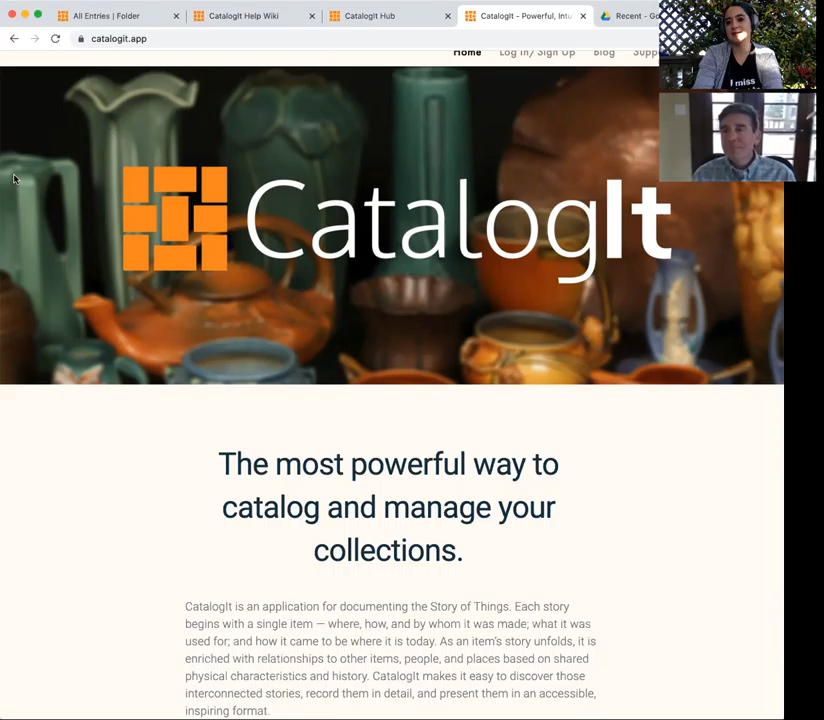 All Entries | Folder
CatalogIt Help Wiki
CatalogIt Hub
CatalogIt - Powerful, Intu
Recent - Go
catalogit.app
Home Log In/ Sign Up Blog Supp
CatalogIt
I miss
The most powerful way to
catalog and manage your
collections.
CatalogIt is an application for documenting the Story of Things. Each story
begins with a single item — where, how, and by whom it was made; what it was
used for; and how it came to be where it is today. As an item's story unfolds, it is
enriched with relationships to other items, people, and places based on shared
physical characteristics and history. CatalogIt makes it easy to discover those
interconnected stories, record them in detail, and present them in an accessible,
inspiring format.